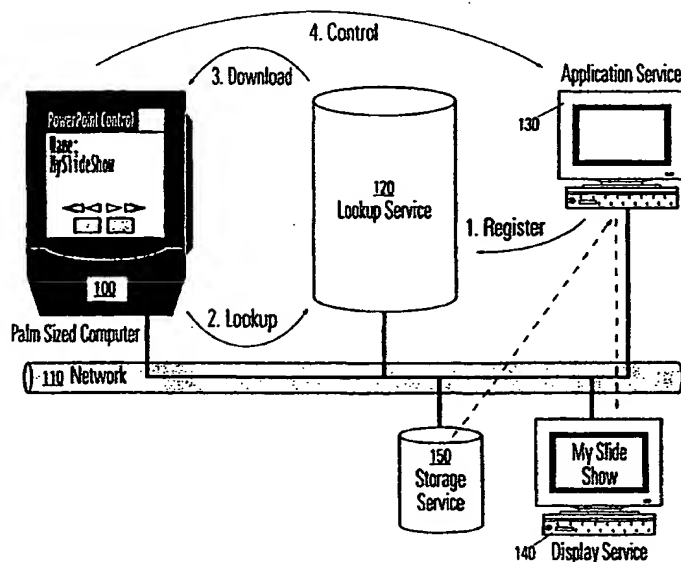 4. Control
3. Download
Application Service
130
PowerPoint Control
Name:
MySlideShow
120
Lookup Service
1. Register
100
2. Lookup
Palm Sized Computer
110 Network
150
Storage
Service
My Slide
Show
140
Display Service